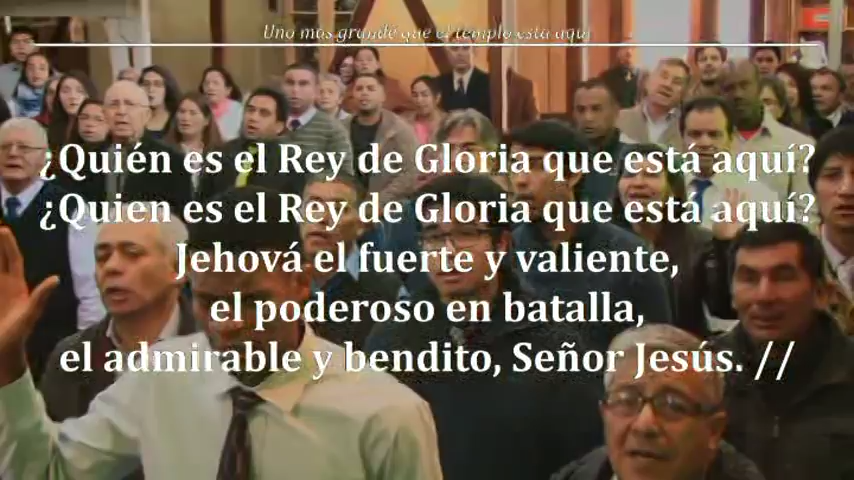 Uno más grande que el templo está aquí
¿Quién es el Rey de Gloria que está aquí?
¿Quien es el Rey de Gloria que está aquí?
Jehová el fuerte y valiente,
el poderoso en batalla,
el admirable y bendito, Señor Jesús. //